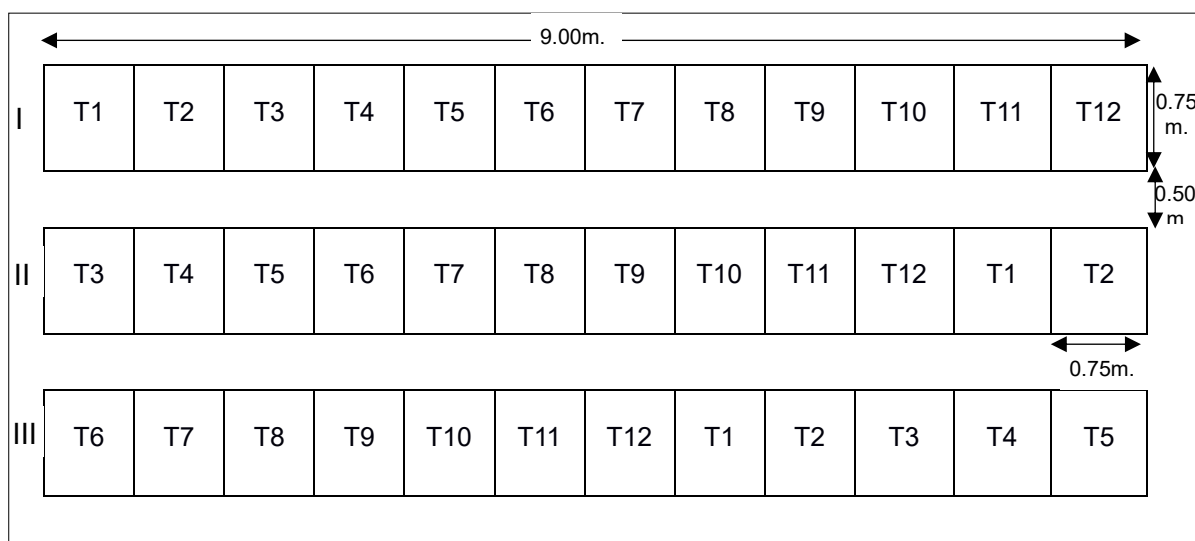 9.00m.
I T1 T2 T3 T4 T5 T6 T7 T8 T9 T10 T11 T12
0.75
m.
0.50
m
II T3 T4 T5 T6 T7 T8 T9 T10 T11 T12 T1 T2
0.75m.
III T6 T7 T8 T9 T10 T11 T12 T1 T2 T3 T4 T5